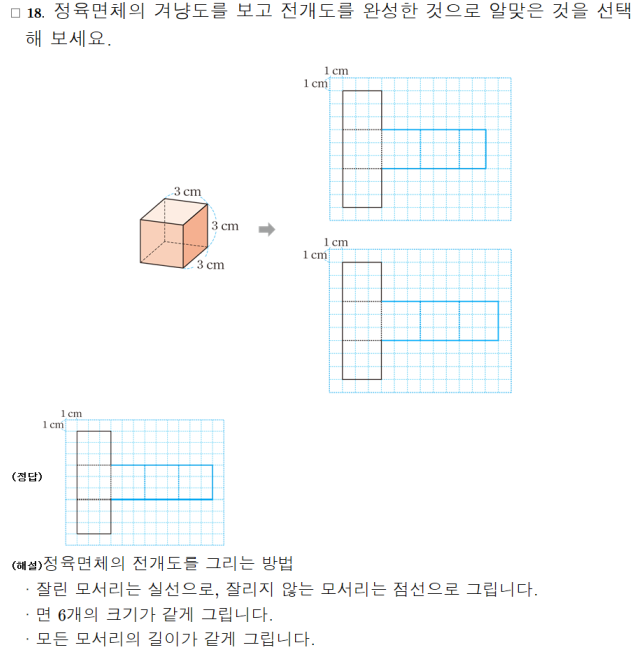 □ 18. 정육면체의 겨냥도를 보고 전개도를 완성한 것으로 알맞은 것을 선택
해 보세요.
1 cm
1 cm
3 cm
3 cm
3 cm
1 cm
1 cm
1 cm
1 cm
(정답)
(해설)정육면체의 전개도를 그리는 방법
· 잘린 모서리는 실선으로, 잘리지 않는 모서리는 점선으로 그립니다.
· 면 6개의 크기가 같게 그립니다.
· 모든 모서리의 길이가 같게 그립니다.